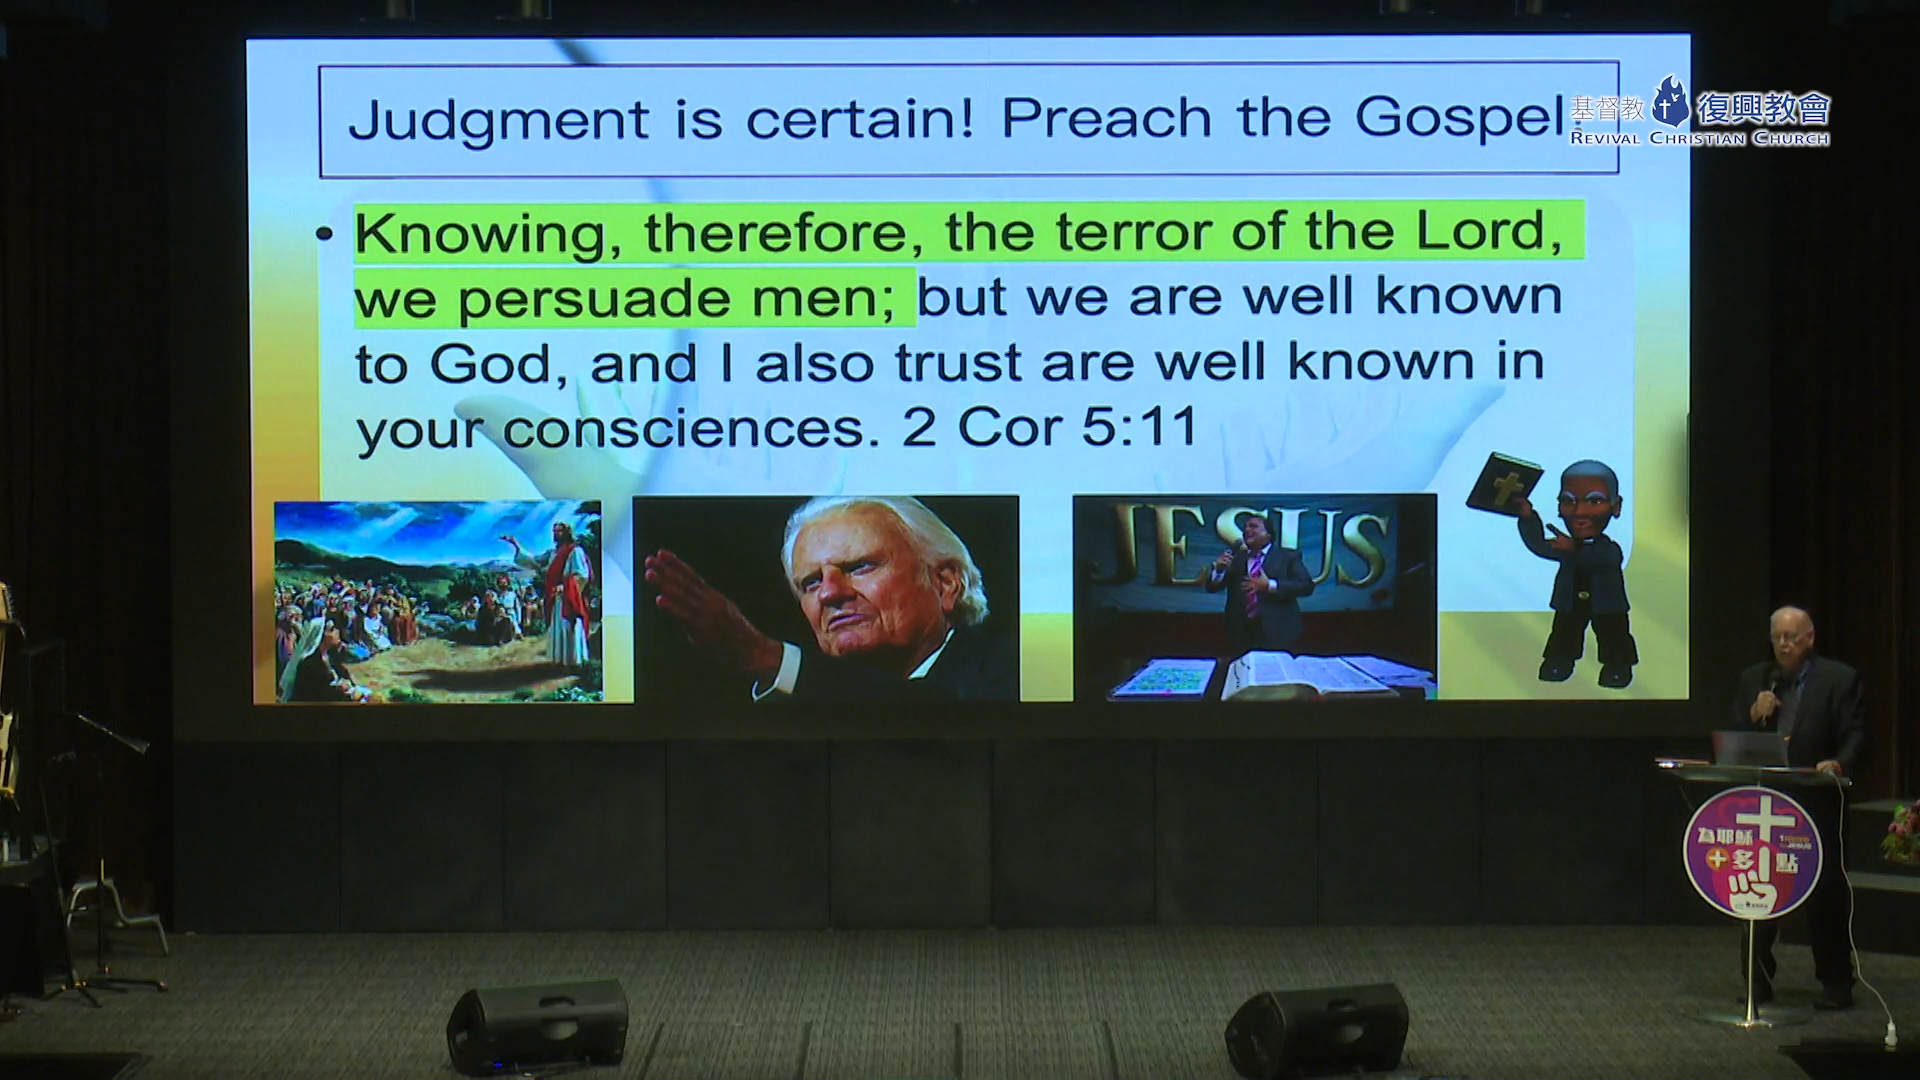 Judgment is certain! Preach the Gospel!
基督教 復興教會
REVIVAL CHRISTIAN CHURCH
• Knowing, therefore, the terror of the Lord,
we persuade men; but we are well known
to God, and I also trust are well known in
your consciences. 2 Cor 5:11
JESUS
為耶穌
+多1點